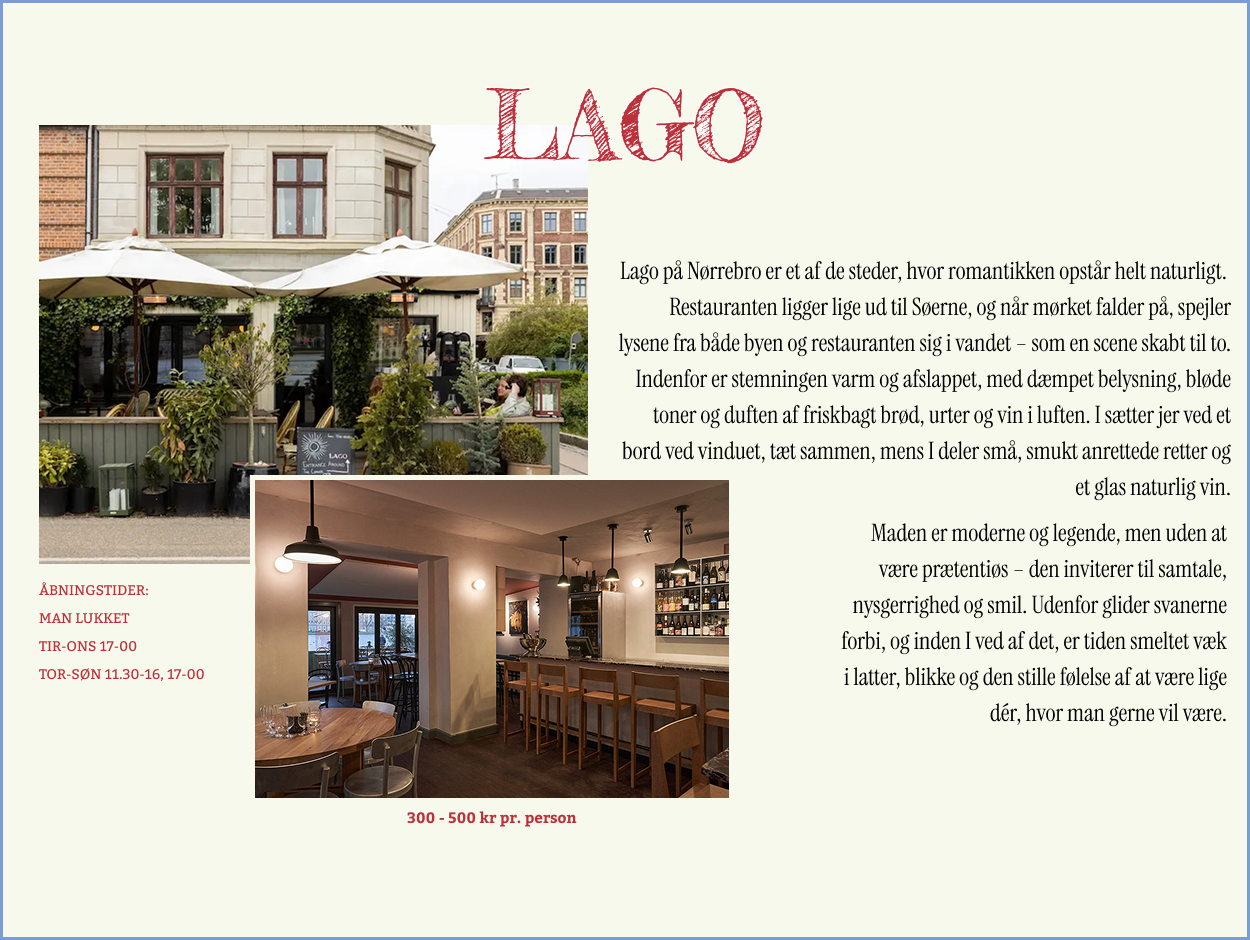 LAGO
Lago på Nørrebro er et af de steder, hvor romantikken opstår helt naturligt.
Restauranten ligger lige ud til Søerne, og når mørket falder på, spejler
lysene fra både byen og restauranten sig i vandet – som en scene skabt til to.
Indenfor er stemningen varm og afslappet, med dæmpet belysning, bløde
toner og duften af friskbagt brød, urter og vin i luften. I sætter jer ved et
bord ved vinduet, tæt sammen, mens I deler små, smukt anrettede retter og
et glas naturlig vin.
Maden er moderne og legende, men uden at
være prætentiøs – den inviterer til samtale,
nysgerrighed og smil. Udenfor glider svanerne
forbi, og inden I ved af det, er tiden smeltet væk
i latter, blikke og den stille følelse af at være lige
dér, hvor man gerne vil være.
LAGO
ENTRANCE AROUND
THE CORNER
ÅBNINGSTIDER:
MAN LUKKET
TIR-ONS 17-00
TOR-SØN 11.30-16, 17-00
300 - 500 kr pr. person